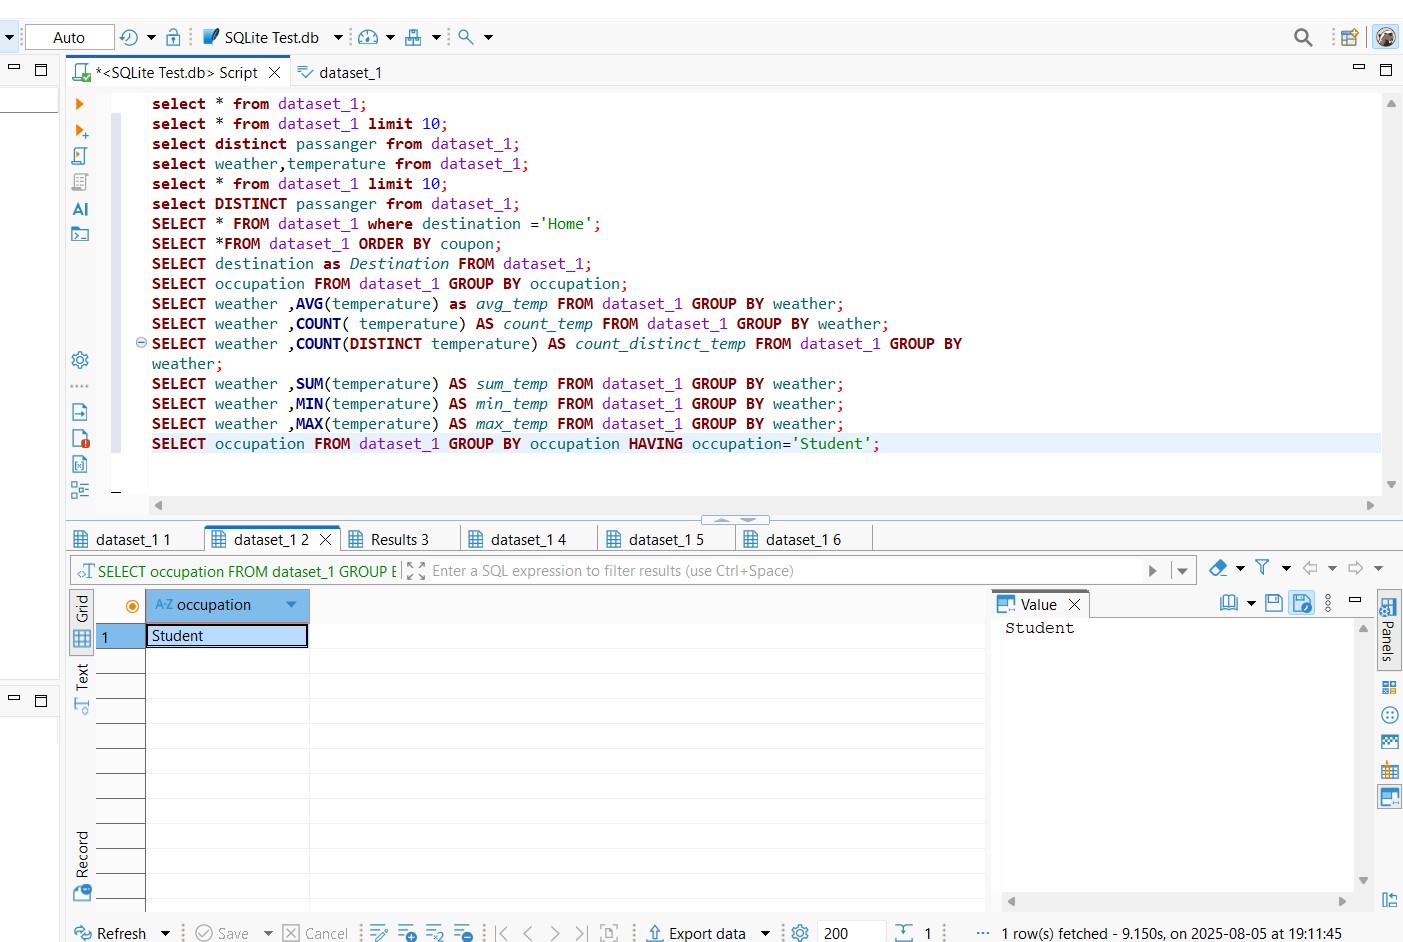 Auto
SQLite Test.db
*<SQLite Test.db> Script
dataset_1
select * from dataset_1;
select * from dataset_1 limit 10;
select distinct passanger from dataset_1;
select weather,temperature from dataset_1;
select * from dataset_1 limit 10;
select DISTINCT passanger from dataset_1;
SELECT * FROM dataset_1 where destination ='Home';
SELECT *FROM dataset_1 ORDER BY coupon;
SELECT destination as Destination FROM dataset_1;
SELECT occupation FROM dataset_1 GROUP BY occupation;
SELECT weather ,AVG(temperature) as avg_temp FROM dataset_1 GROUP BY weather;
SELECT weather ,COUNT( temperature) AS count_temp FROM dataset_1 GROUP BY weather;
SELECT weather ,COUNT(DISTINCT temperature) AS count_distinct_temp FROM dataset_1 GROUP BY
weather;
SELECT weather ,SUM(temperature) AS sum_temp FROM dataset_1 GROUP BY weather;
SELECT weather ,MIN(temperature) AS min_temp FROM dataset_1 GROUP BY weather;
SELECT weather ,MAX(temperature) AS max_temp FROM dataset_1 GROUP BY weather;
SELECT occupation FROM dataset_1 GROUP BY occupation HAVING occupation='Student';
AI
dataset_1 1
dataset_1 2
Results 3
dataset_1 4
dataset_1 5
dataset_1 6
SELECT occupation FROM dataset_1 GROUP E
Enter a SQL expression to filter results (use Ctrl+Space)
Grid
Text
Record
A-Z occupation
1
Student
Value
Student
Panels
Refresh
Save
Cancel
Export data
200
1
1 row(s) fetched - 9.150s, on 2025-08-05 at 19:11:45